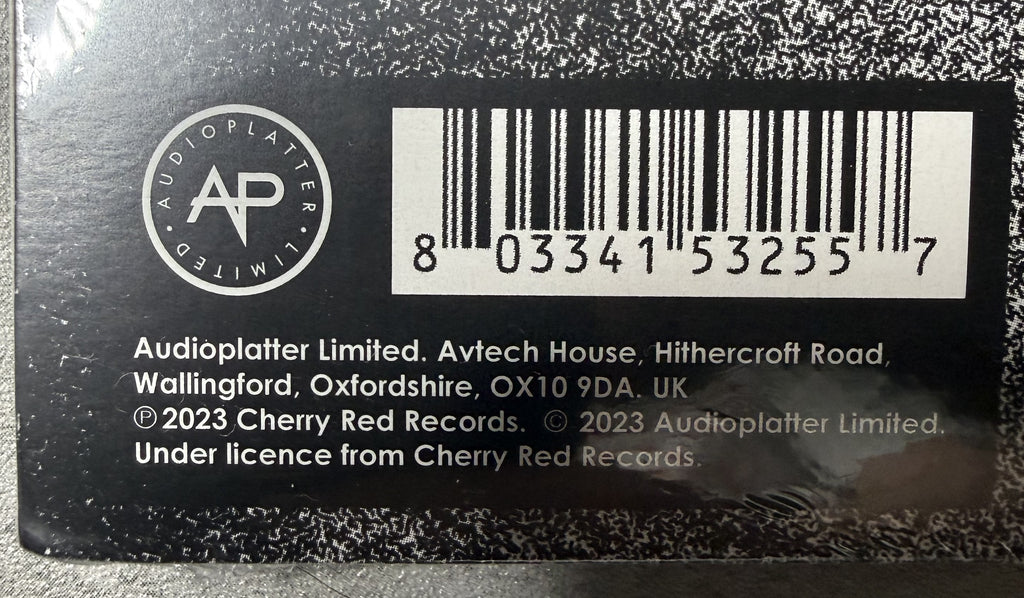 AUDIOPLATTER
AP
• LIMITED •
8 03341 53255 7
Audioplatter Limited. Avtech House, Hithercroft Road,
Wallingford, Oxfordshire, OX10 9DA. UK
℗ 2023 Cherry Red Records. © 2023 Audioplatter Limited.
Under licence from Cherry Red Records.